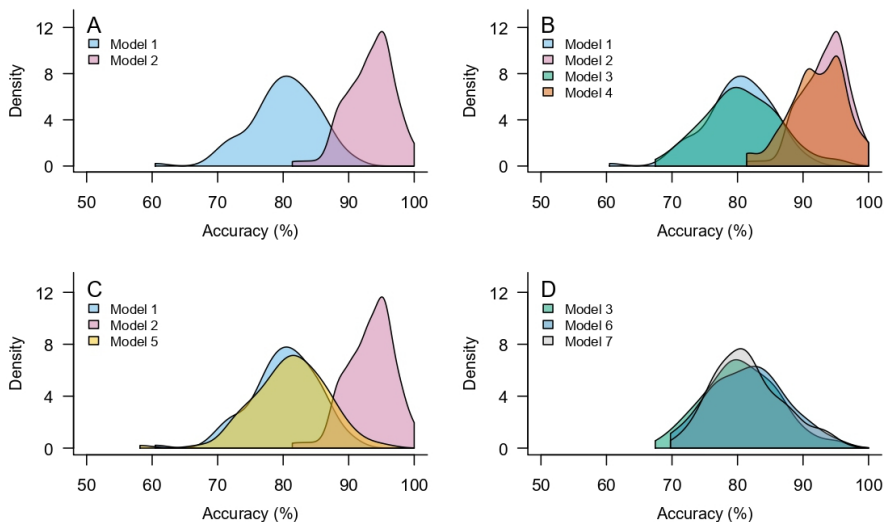 A
Model 1
Model 2
12
8
4
0
Density
50 60 70 80 90 100
Accuracy (%)
B
Model 1
Model 2
Model 3
Model 4
12
8
4
0
Density
50 60 70 80 90 100
Accuracy (%)
C
Model 1
Model 2
Model 5
12
8
4
0
Density
50 60 70 80 90 100
Accuracy (%)
D
Model 3
Model 6
Model 7
12
8
4
0
Density
50 60 70 80 90 100
Accuracy (%)